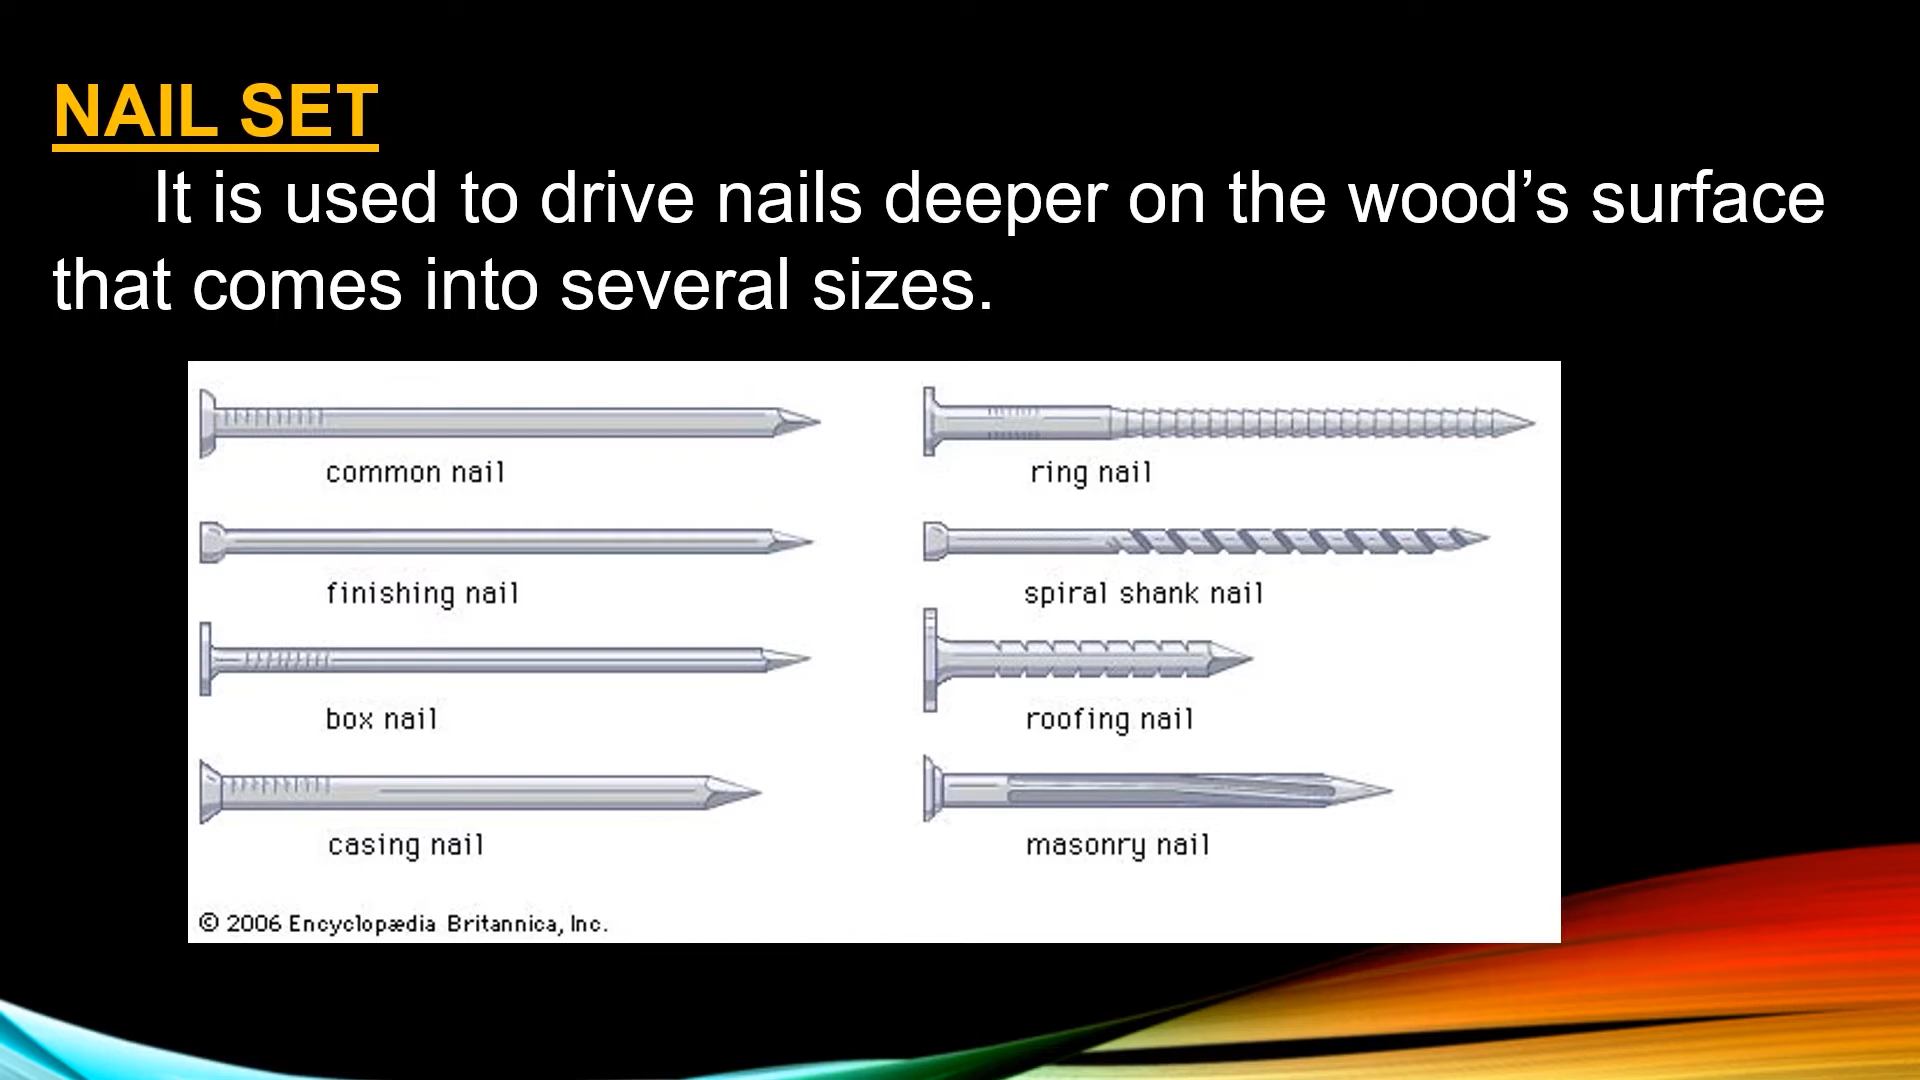 NAIL SET
It is used to drive nails deeper on the wood’s surface
that comes into several sizes.
common nail
ring nail
finishing nail
spiral shank nail
box nail
roofing nail
casing nail
masonry nail
© 2006 Encyclopædia Britannica, Inc.